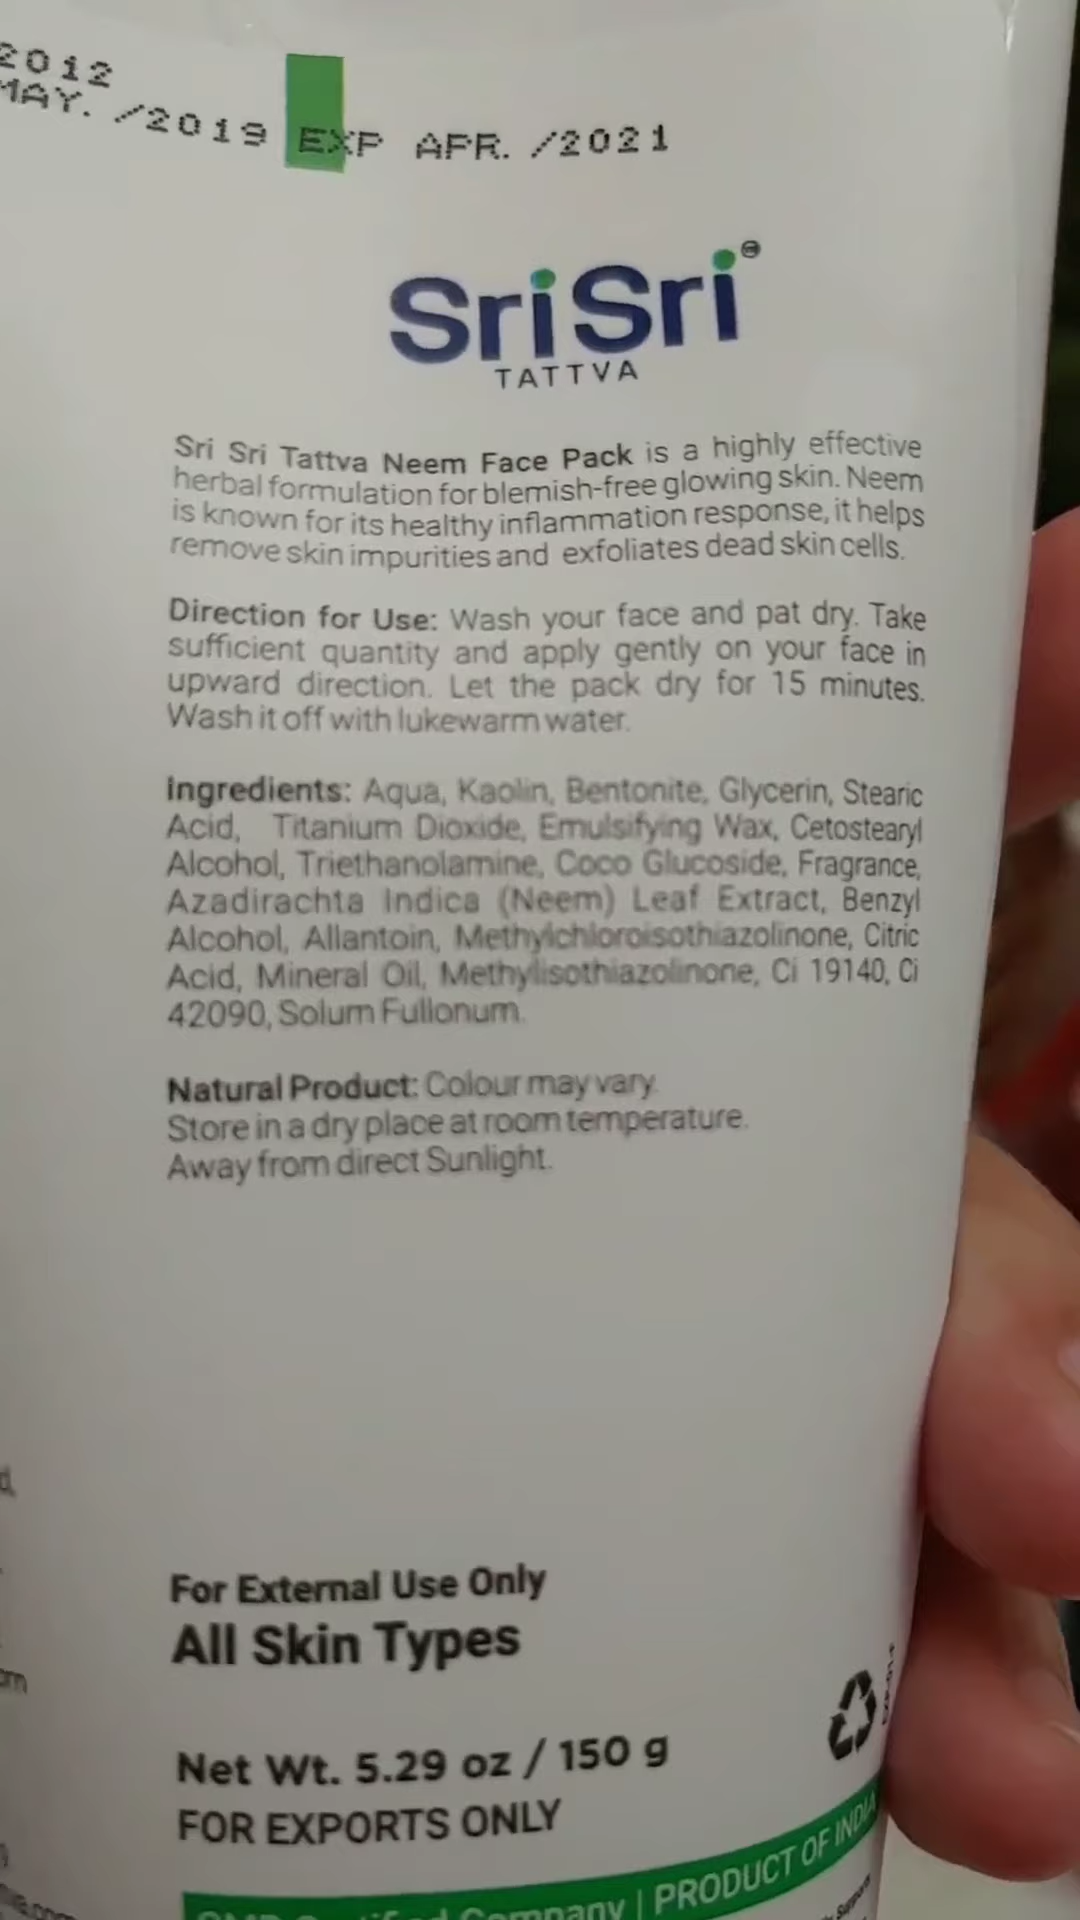 2012
MAY. /2019 EXP APR. /2021
SriSri
TATTVA
Sri Sri Tattva Neem Face Pack is a highly effective
herbal formulation for blemish-free glowing skin. Neem
is known for its healthy inflammation response, it helps
remove skin impurities and exfoliates dead skin cells.
Direction for Use: Wash your face and pat dry. Take
sufficient quantity and apply gently on your face in
upward direction. Let the pack dry for 15 minutes.
Wash it off with lukewarm water.
Ingredients: Aqua, Kaolin, Bentonite, Glycerin, Stearic
Acid, Titanium Dioxide, Emulsifying Wax, Cetostearyl
Alcohol, Triethanolamine, Coco Glucoside, Fragrance,
Azadirachta Indica (Neem) Leaf Extract, Benzyl
Alcohol, Allantoin, Methylchloroisothiazolinone, Citric
Acid, Mineral Oil, Methylisothiazolinone, Ci 19140, Ci
42090, Solum Fullonum.
Natural Product: Colour may vary.
Store in a dry place at room temperature.
Away from direct Sunlight.
For External Use Only
All Skin Types
Net Wt. 5.29 oz / 150 g
FOR EXPORTS ONLY
GMP Certified Company | PRODUCT OF INDIA